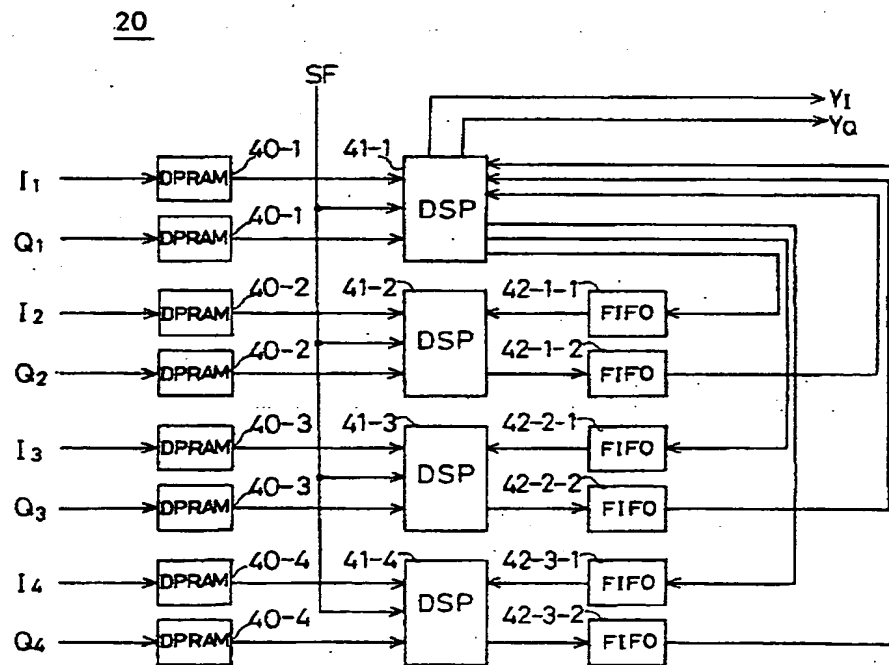 20
SF
YI
YQ
40-1 41-1
I1 DPRAM DSP
40-1
Q1 DPRAM
40-2 41-2 42-1-1
I2 DPRAM DSP FIFO
40-2 42-1-2
Q2 DPRAM FIFO
40-3 41-3 42-2-1
I3 DPRAM DSP FIFO
40-3 42-2-2
Q3 DPRAM FIFO
40-4 41-4 42-3-1
I4 DPRAM DSP FIFO
40-4 42-3-2
Q4 DPRAM FIFO